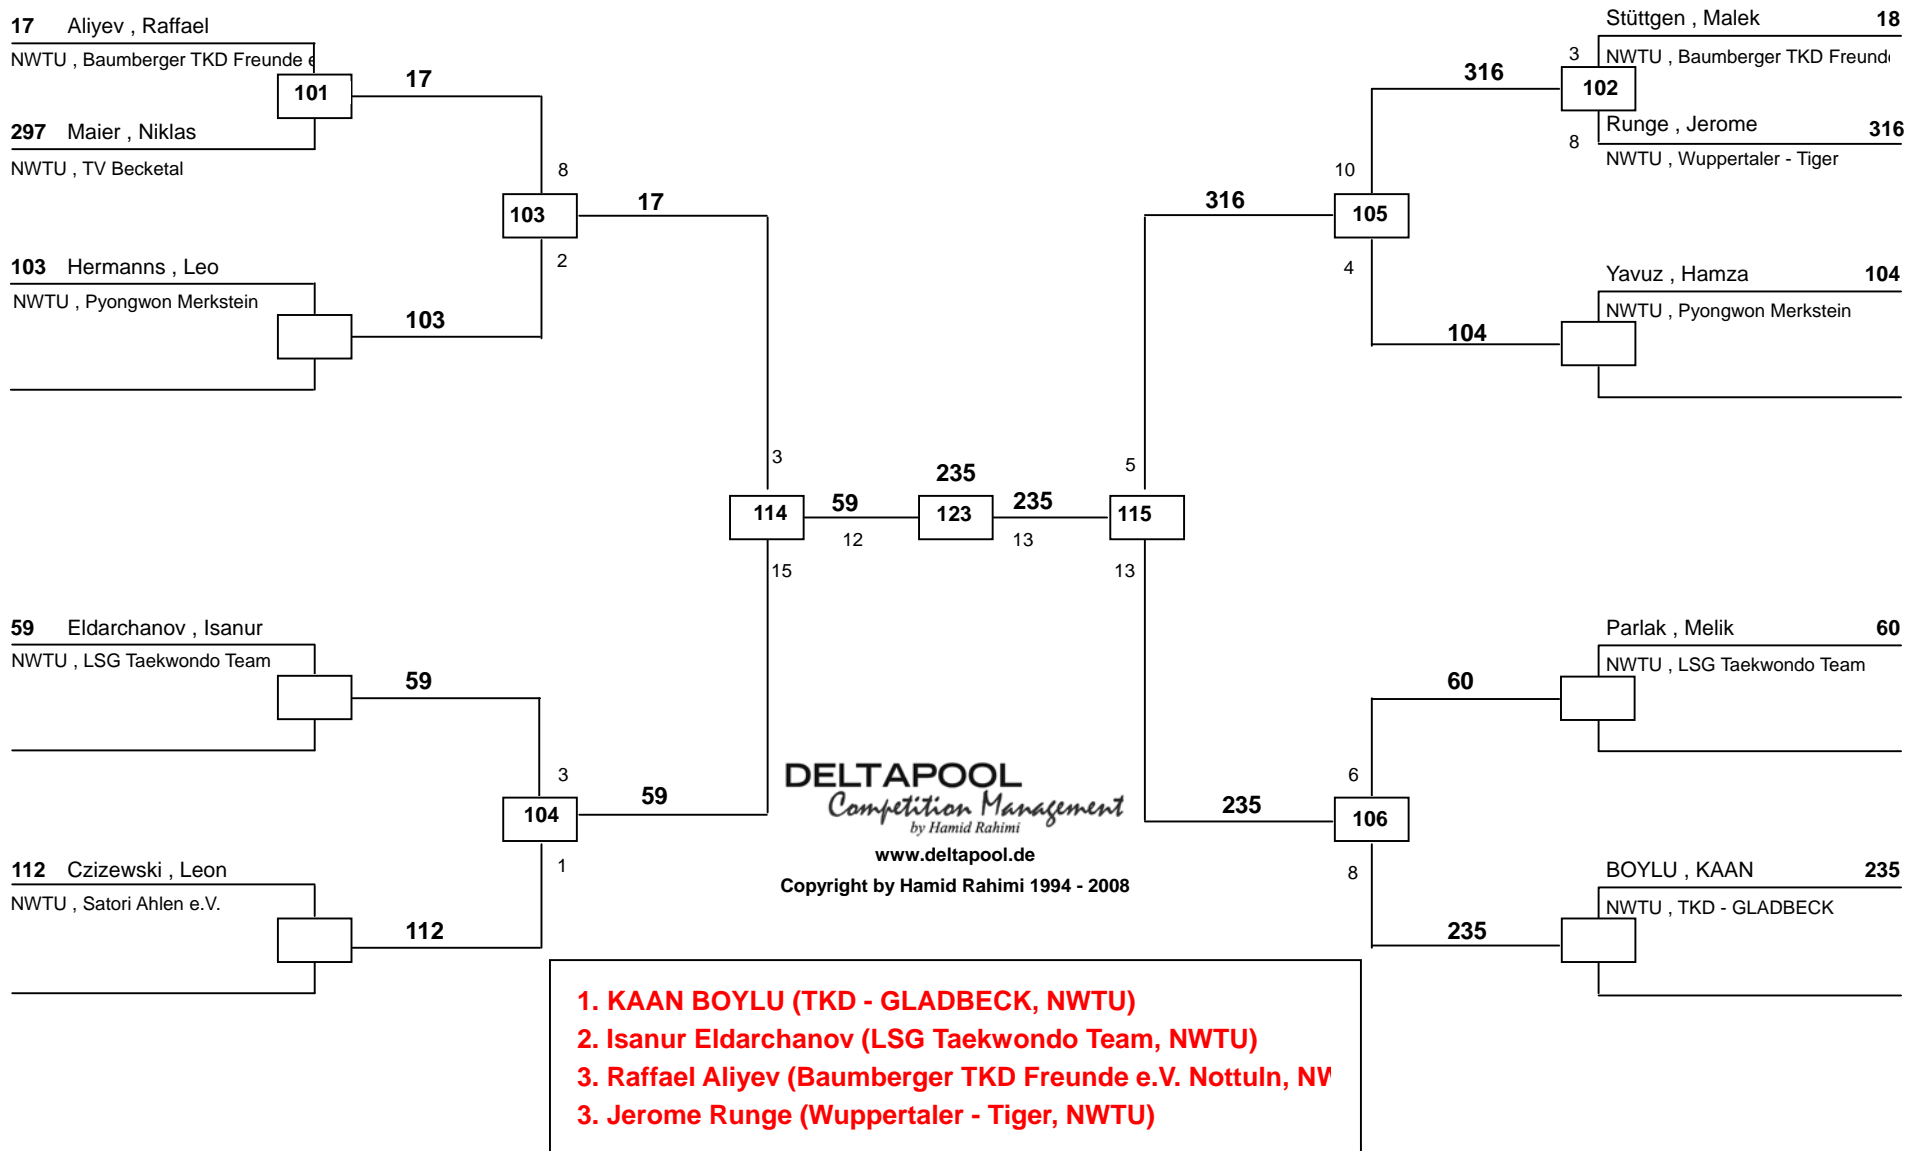 17 Aliyev , Raffael
NWTU , Baumberger TKD Freunde e
101
17
297 Maier , Niklas
NWTU , TV Becketal
8
103
17
2
103 Hermanns , Leo
NWTU , Pyongwon Merkstein
103
3
114
59
12
15
59 Eldarchanov , Isanur
NWTU , LSG Taekwondo Team
59
3
104
59
1
112 Czizewski , Leon
NWTU , Satori Ahlen e.V.
112
235
123
235
13
Stüttgen , Malek 18
3
NWTU , Baumberger TKD Freund
316
102
Runge , Jerome 316
8
NWTU , Wuppertaler - Tiger
10
316
105
4
Yavuz , Hamza 104
NWTU , Pyongwon Merkstein
104
5
115
13
Parlak , Melik 60
NWTU , LSG Taekwondo Team
60
6
235
106
8
BOYLU , KAAN 235
NWTU , TKD - GLADBECK
235
DELTAPOOL
Competition Management
by Hamid Rahimi
www.deltapool.de
Copyright by Hamid Rahimi 1994 - 2008
1. KAAN BOYLU (TKD - GLADBECK, NWTU)
2. Isanur Eldarchanov (LSG Taekwondo Team, NWTU)
3. Raffael Aliyev (Baumberger TKD Freunde e.V. Nottuln, NW
3. Jerome Runge (Wuppertaler - Tiger, NWTU)